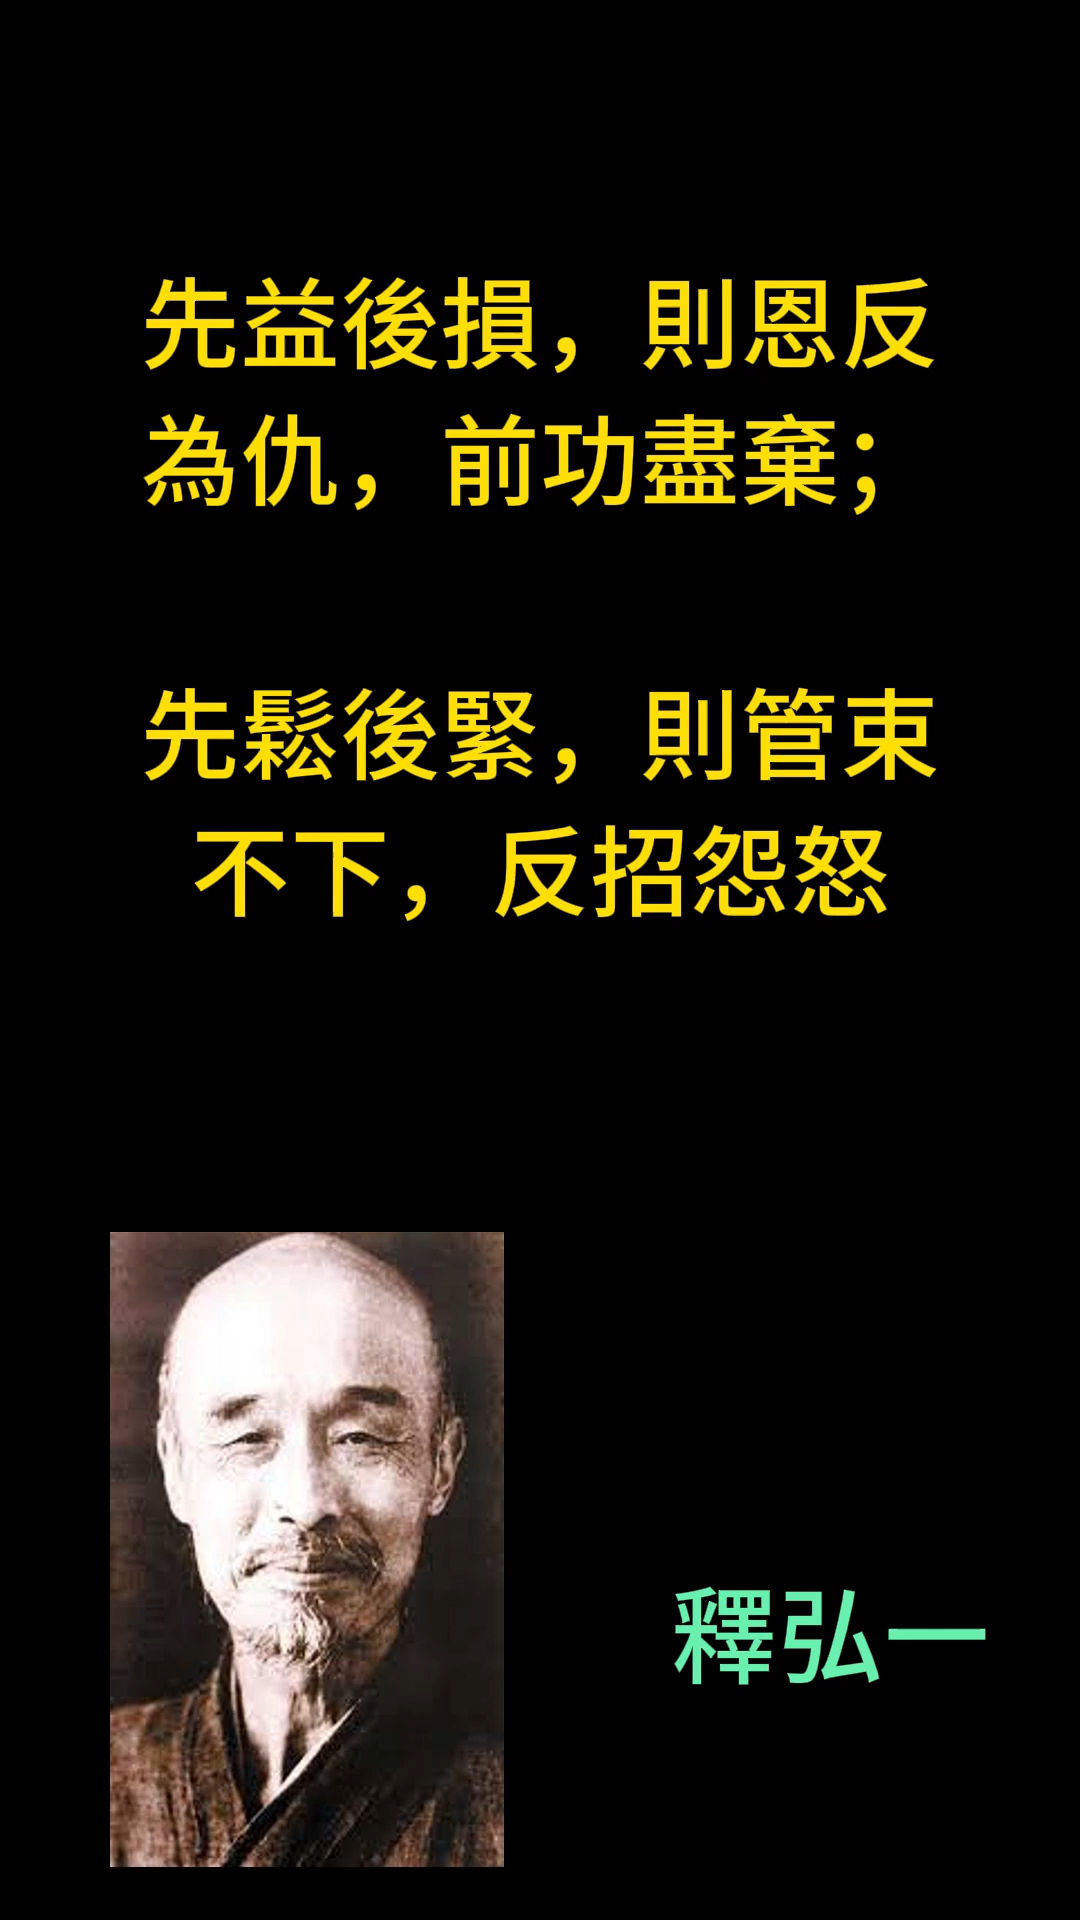 先益後損，則恩反
為仇，前功盡棄；
先鬆後緊，則管束
不下，反招怨怒
釋弘一